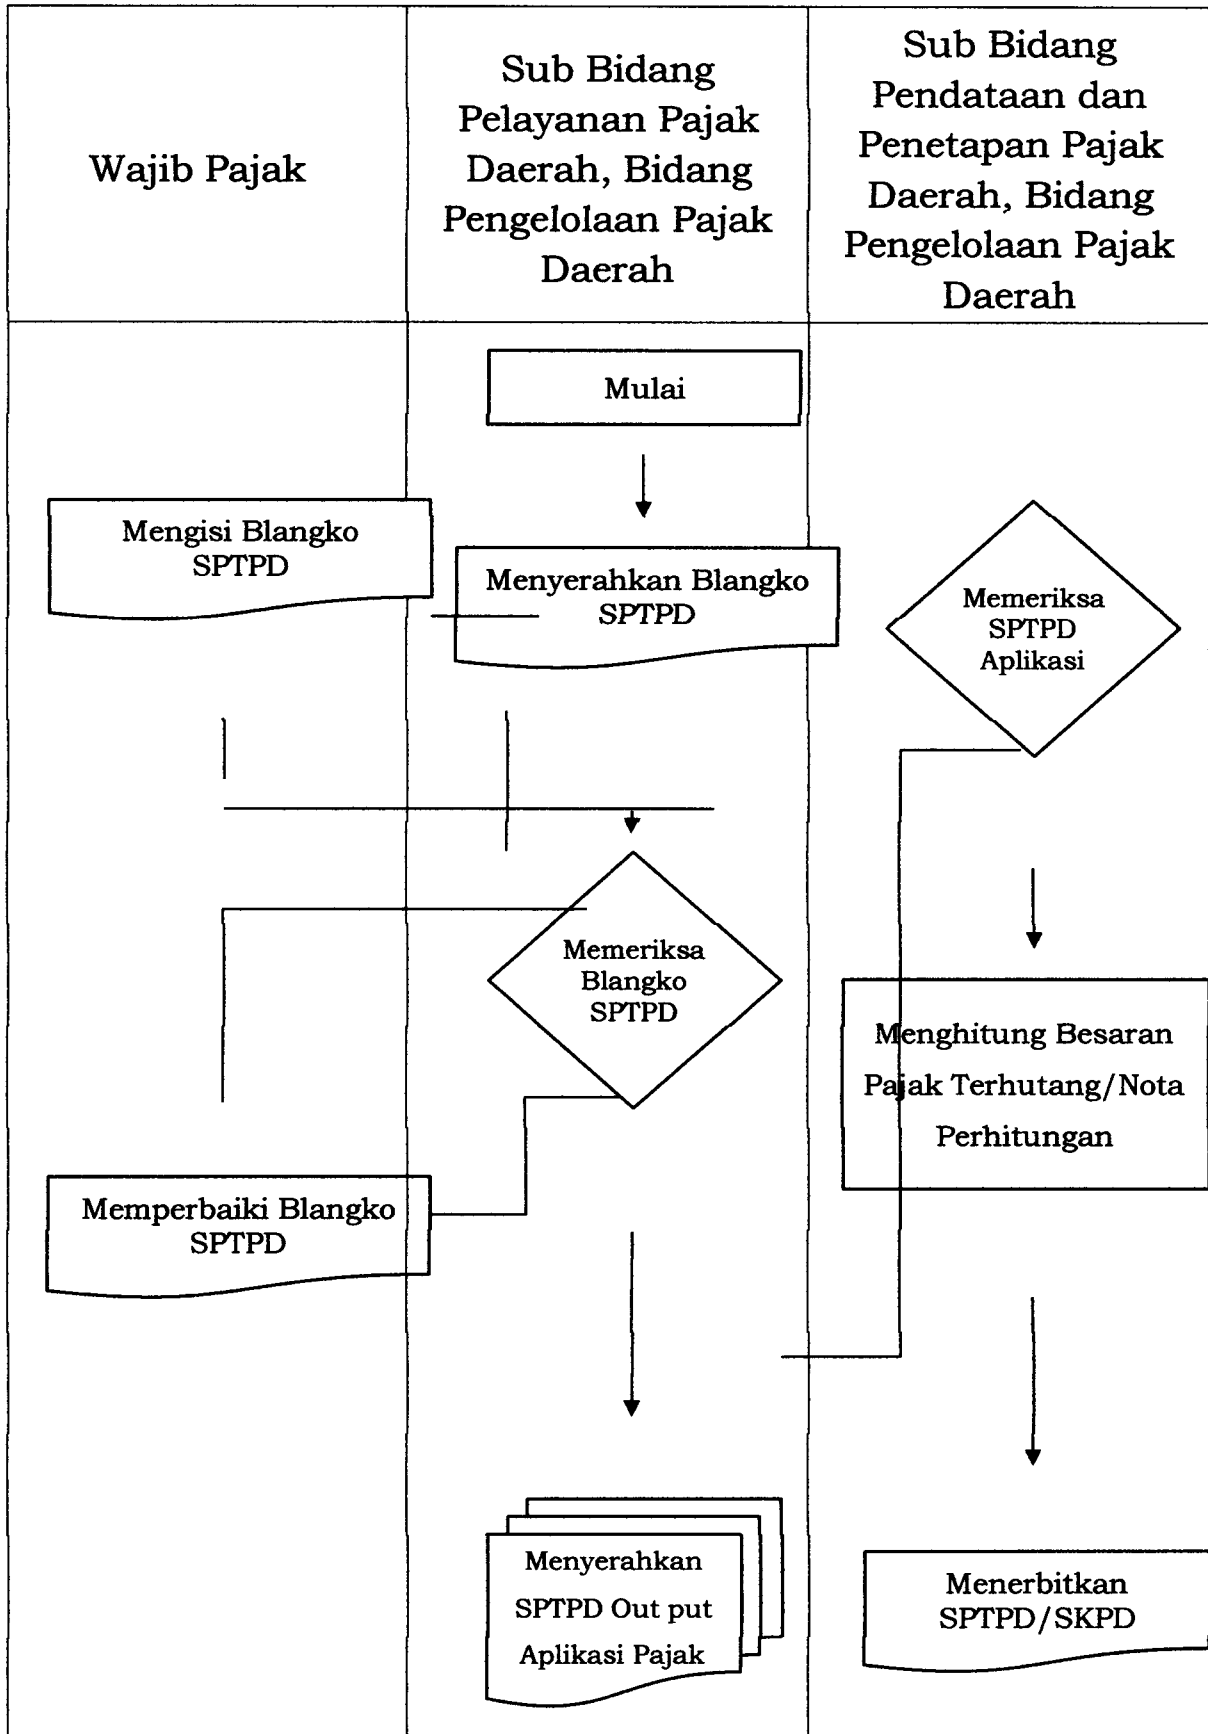 Wajib Pajak
Sub Bidang
Pelayanan Pajak
Daerah, Bidang
Pengelolaan Pajak
Daerah
Sub Bidang
Pendataan dan
Penetapan Pajak
Daerah, Bidang
Pengelolaan Pajak
Daerah
Mulai
Mengisi Blangko
SPTPD
Menyerahkan Blangko
SPTPD
Memeriksa
SPTPD
Aplikasi
Memeriksa
Blangko
SPTPD
Menghitung Besaran
Pajak Terhutang/Nota
Perhitungan
Memperbaiki Blangko
SPTPD
Menyerahkan
SPTPD Out put
Aplikasi Pajak
Menerbitkan
SPTPD/SKPD